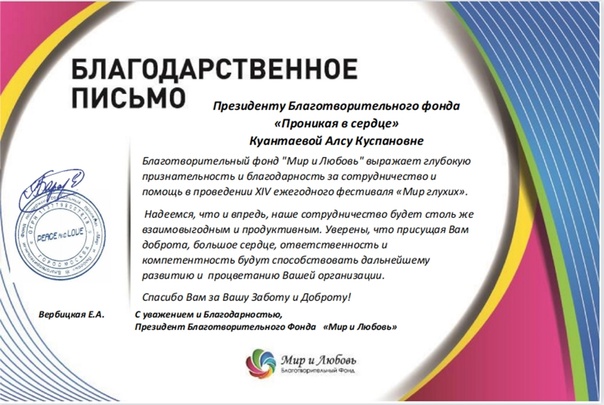 БЛАГОДАРСТВЕННОЕ
ПИСЬМО
Президенту Благотворительного фонда
«Проникая в сердце»
Куантаевой Алсу Куспановне
Благотворительный фонд "Мир и Любовь" выражает глубокую
признательность и благодарность за сотрудничество и
помощь в проведении XIV ежегодного фестиваля «Мир глухих».
Надеемся, что и впредь, наше сотрудничество будет столь же
взаимовыгодным и продуктивным. Уверены, что присущая Вам
доброта, большое сердце, ответственность и
компетентность будут способствовать дальнейшему
развитию и процветанию Вашей организации.
Спасибо Вам за Вашу Заботу и Доброту!
PEACE and LOVE
Вербицкая Е.А.
С уважением и Благодарностью,
Президент Благотворительного Фонда «Мир и Любовь»
Мир и Любовь
Благотворительный Фонд